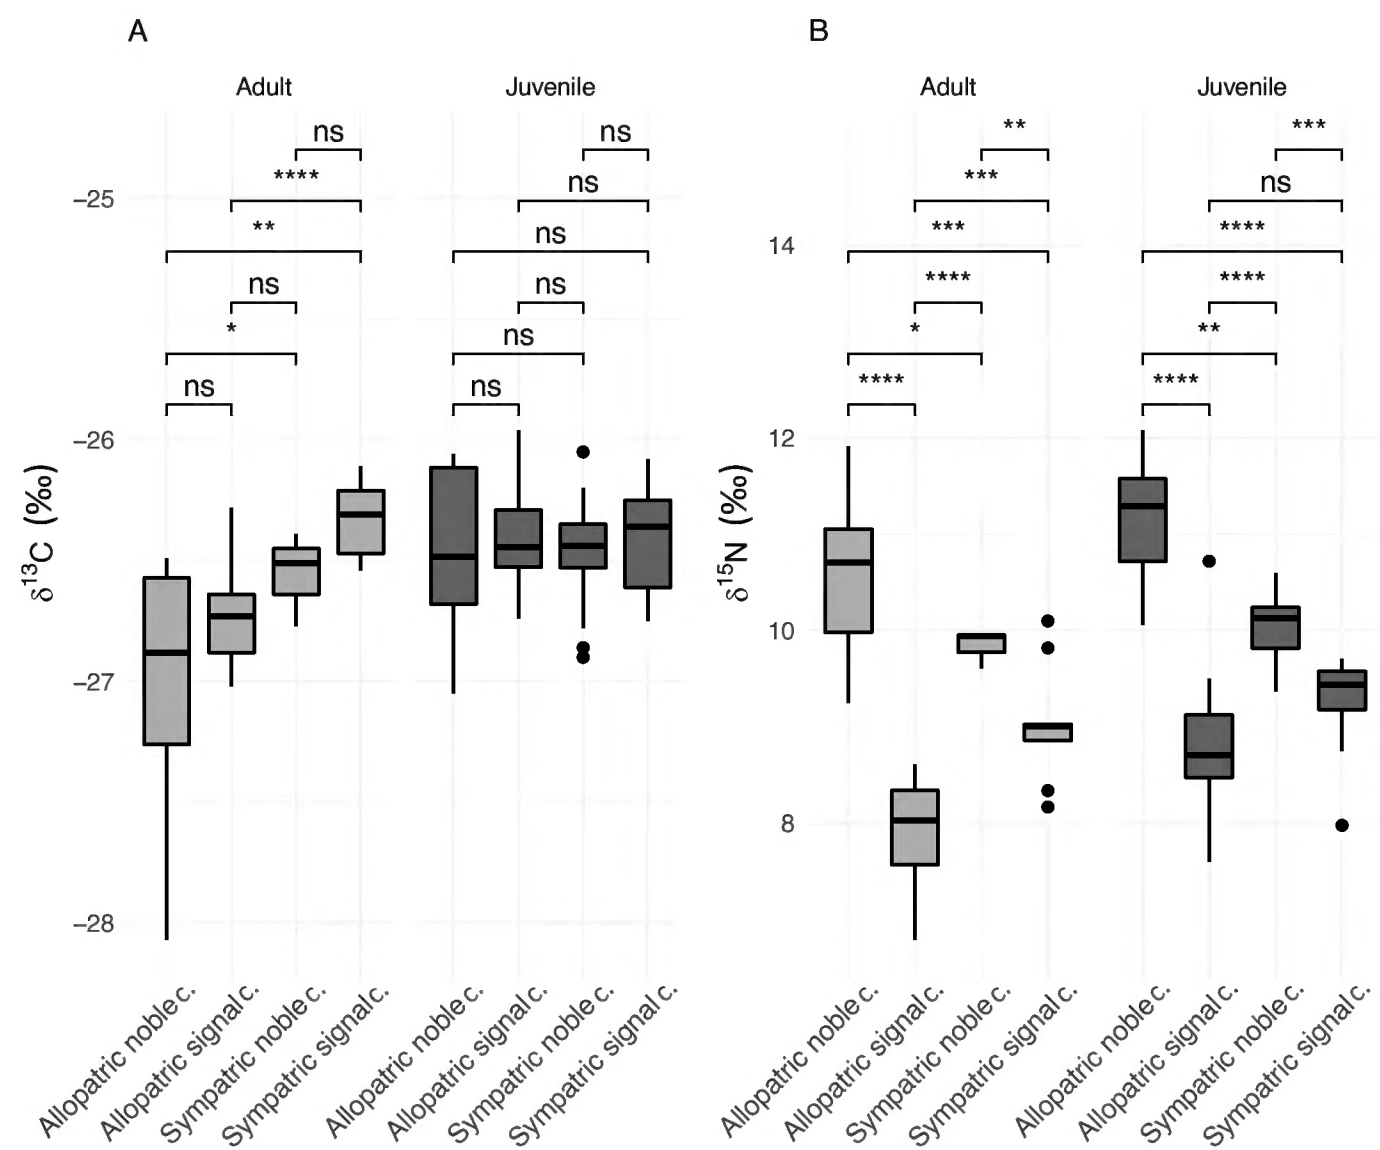 A
B
Adult
Juvenile
Adult
Juvenile
ns
ns
**
***
****
ns
***
ns
**
ns
***
****
ns
ns
****
****
*
ns
*
**
ns
ns
****
****
−25
−26
−27
−28
14
12
10
8
δ¹³C (‰)
δ¹⁵N (‰)
Allopatric noble c.
Allopatric signal c.
Sympatric noble c.
Sympatric signal c.
Allopatric noble c.
Allopatric signal c.
Sympatric noble c.
Sympatric signal c.
Allopatric noble c.
Allopatric signal c.
Sympatric noble c.
Sympatric signal c.
Allopatric noble c.
Allopatric signal c.
Sympatric noble c.
Sympatric signal c.